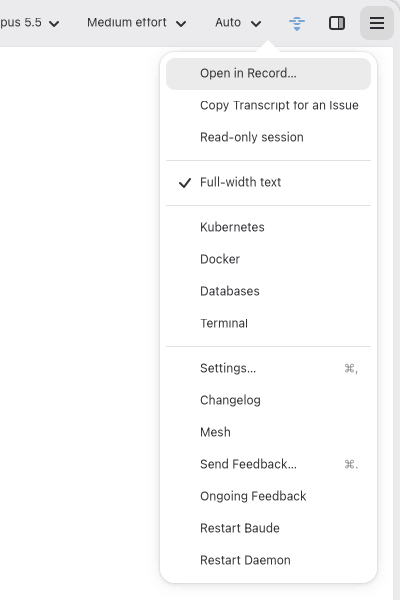 pus 5.5 Medium effort Auto
Open in Record...
Copy Transcript for an Issue
Read-only session
Full-width text
Kubernetes
Docker
Databases
Terminal
Settings... ⌘,
Changelog
Mesh
Send Feedback... ⌘.
Ongoing Feedback
Restart Baude
Restart Daemon